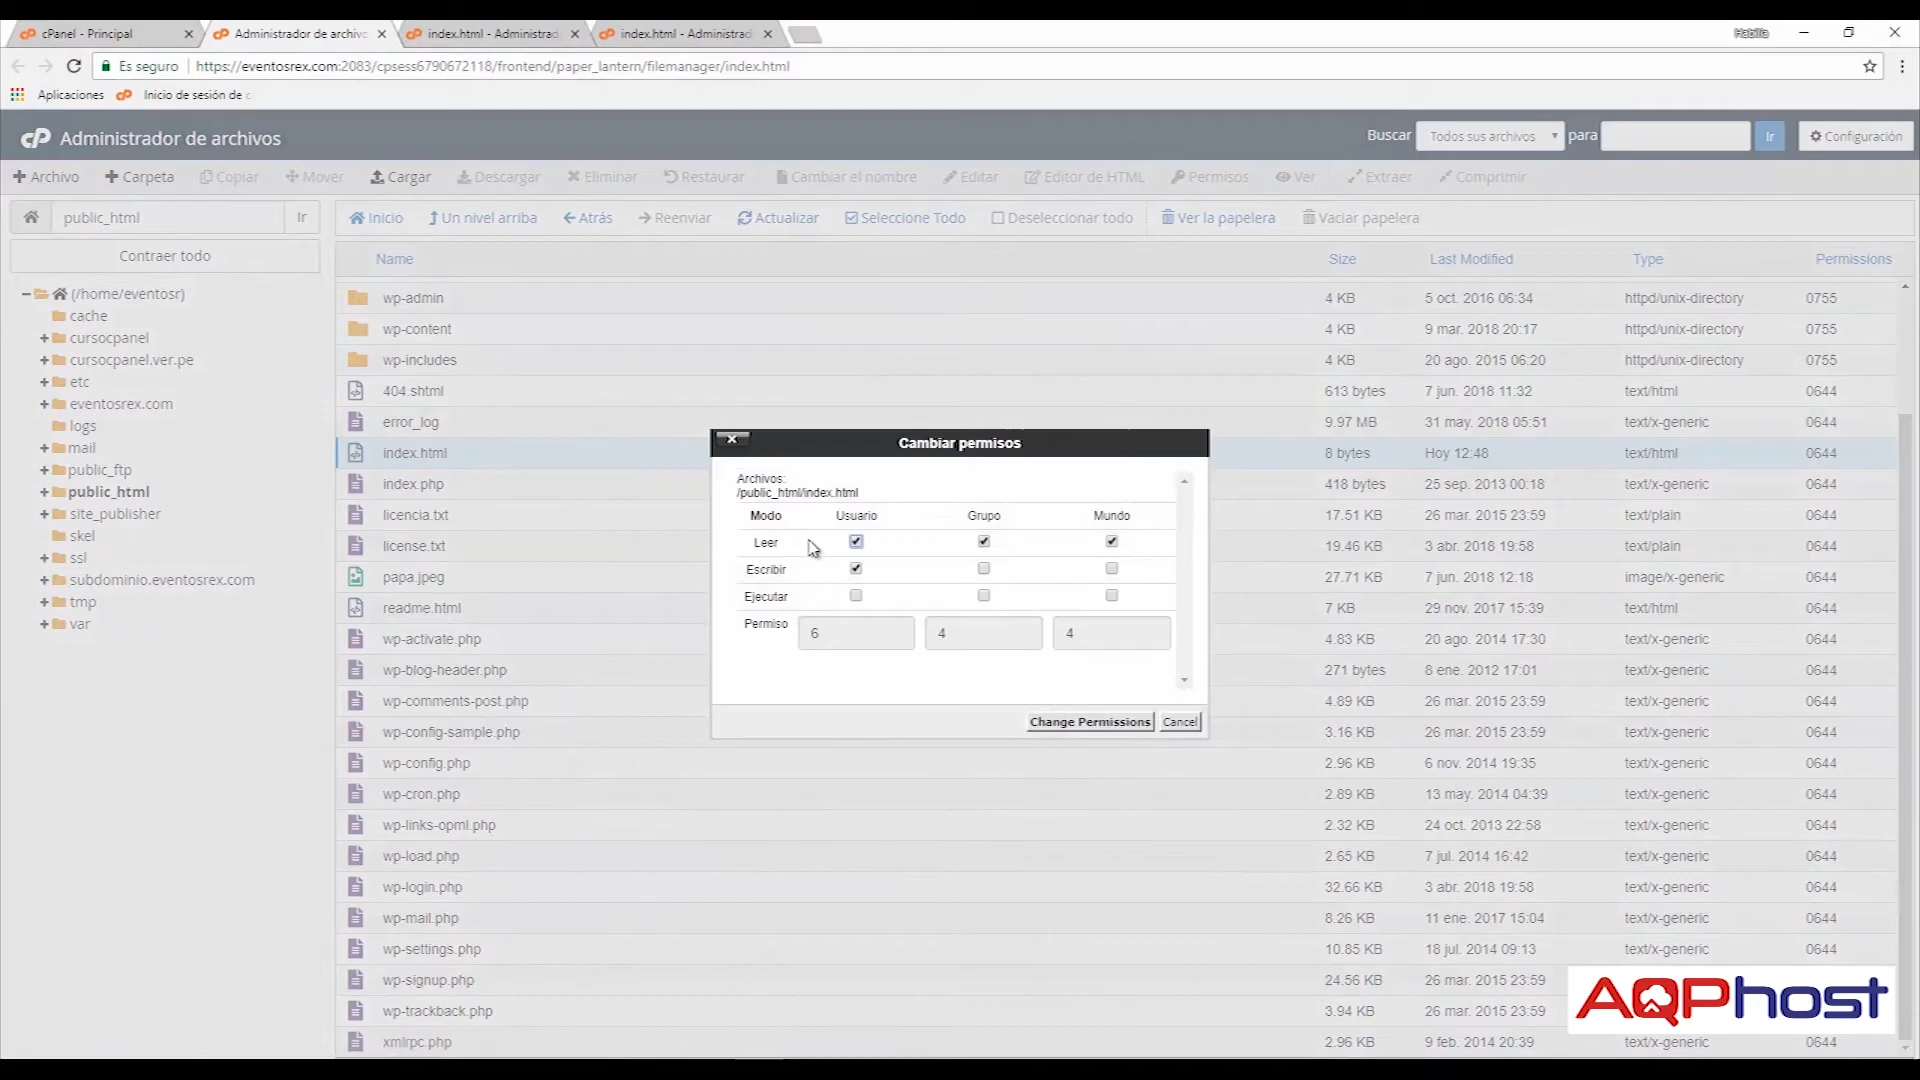 cPanel - Principal
Administrador de archivo
index.html - Administrad
index.html - Administrad
Habilla
Es seguro
https://eventosrex.com:2083/cpsess6790672118/frontend/paper_lantern/filemanager/index.html
Aplicaciones
Inicio de sesión de c
cP Administrador de archivos
Buscar
Todos sus archivos
para
Ir
Configuración
Archivo
Carpeta
Copiar
Mover
Cargar
Descargar
Eliminar
Restaurar
Cambiar el nombre
Editar
Editor de HTML
Permisos
Ver
Extraer
Comprimir
public_html
Ir
Inicio
Un nivel arriba
Atrás
Reenviar
Actualizar
Seleccione Todo
Deseleccionar todo
Ver la papelera
Vaciar papelera
Contraer todo
(/home/eventosr)
cache
cursocpanel
cursocpanel.ver.pe
etc
eventosrex.com
logs
mail
public_ftp
public_html
site_publisher
skel
ssl
subdominio.eventosrex.com
tmp
var
Name Size Last Modified Type Permissions
wp-admin 4 KB 5 oct. 2016 06:34 httpd/unix-directory 0755
wp-content 4 KB 9 mar. 2018 20:17 httpd/unix-directory 0755
wp-includes 4 KB 20 ago. 2015 06:20 httpd/unix-directory 0755
404.shtml 613 bytes 7 jun. 2018 11:32 text/html 0644
error_log 9.97 MB 31 may. 2018 05:51 text/x-generic 0644
index.html 8 bytes Hoy 12:48 text/html 0644
index.php 418 bytes 25 sep. 2013 00:18 text/x-generic 0644
licencia.txt 17.51 KB 26 mar. 2015 23:59 text/plain 0644
license.txt 19.46 KB 3 abr. 2018 19:58 text/plain 0644
papa.jpeg 27.71 KB 7 jun. 2018 12:18 image/x-generic 0644
readme.html 7 KB 29 nov. 2017 15:39 text/html 0644
wp-activate.php 4.83 KB 20 ago. 2014 17:30 text/x-generic 0644
wp-blog-header.php 271 bytes 8 ene. 2012 17:01 text/x-generic 0644
wp-comments-post.php 4.89 KB 26 mar. 2015 23:59 text/x-generic 0644
wp-config-sample.php 3.16 KB 26 mar. 2015 23:59 text/x-generic 0644
wp-config.php 2.96 KB 6 nov. 2014 19:35 text/x-generic 0644
wp-cron.php 2.89 KB 13 may. 2014 04:39 text/x-generic 0644
wp-links-opml.php 2.32 KB 24 oct. 2013 22:58 text/x-generic 0644
wp-load.php 2.65 KB 7 jul. 2014 16:42 text/x-generic 0644
wp-login.php 32.66 KB 3 abr. 2018 19:58 text/x-generic 0644
wp-mail.php 8.26 KB 11 ene. 2017 15:04 text/x-generic 0644
wp-settings.php 10.85 KB 18 jul. 2014 09:13 text/x-generic 0644
wp-signup.php 24.56 KB 26 mar. 2015 23:59
wp-trackback.php 3.94 KB 26 mar. 2015 23:59
xmlrpc.php 2.96 KB 9 feb. 2014 20:39 text/x-generic 0644
Cambiar permisos
Archivos:
/public_html/index.html
Modo Usuario Grupo Mundo
Leer
Escribir
Ejecutar
Permiso 6 4 4
Change Permissions
Cancel
AQPhost